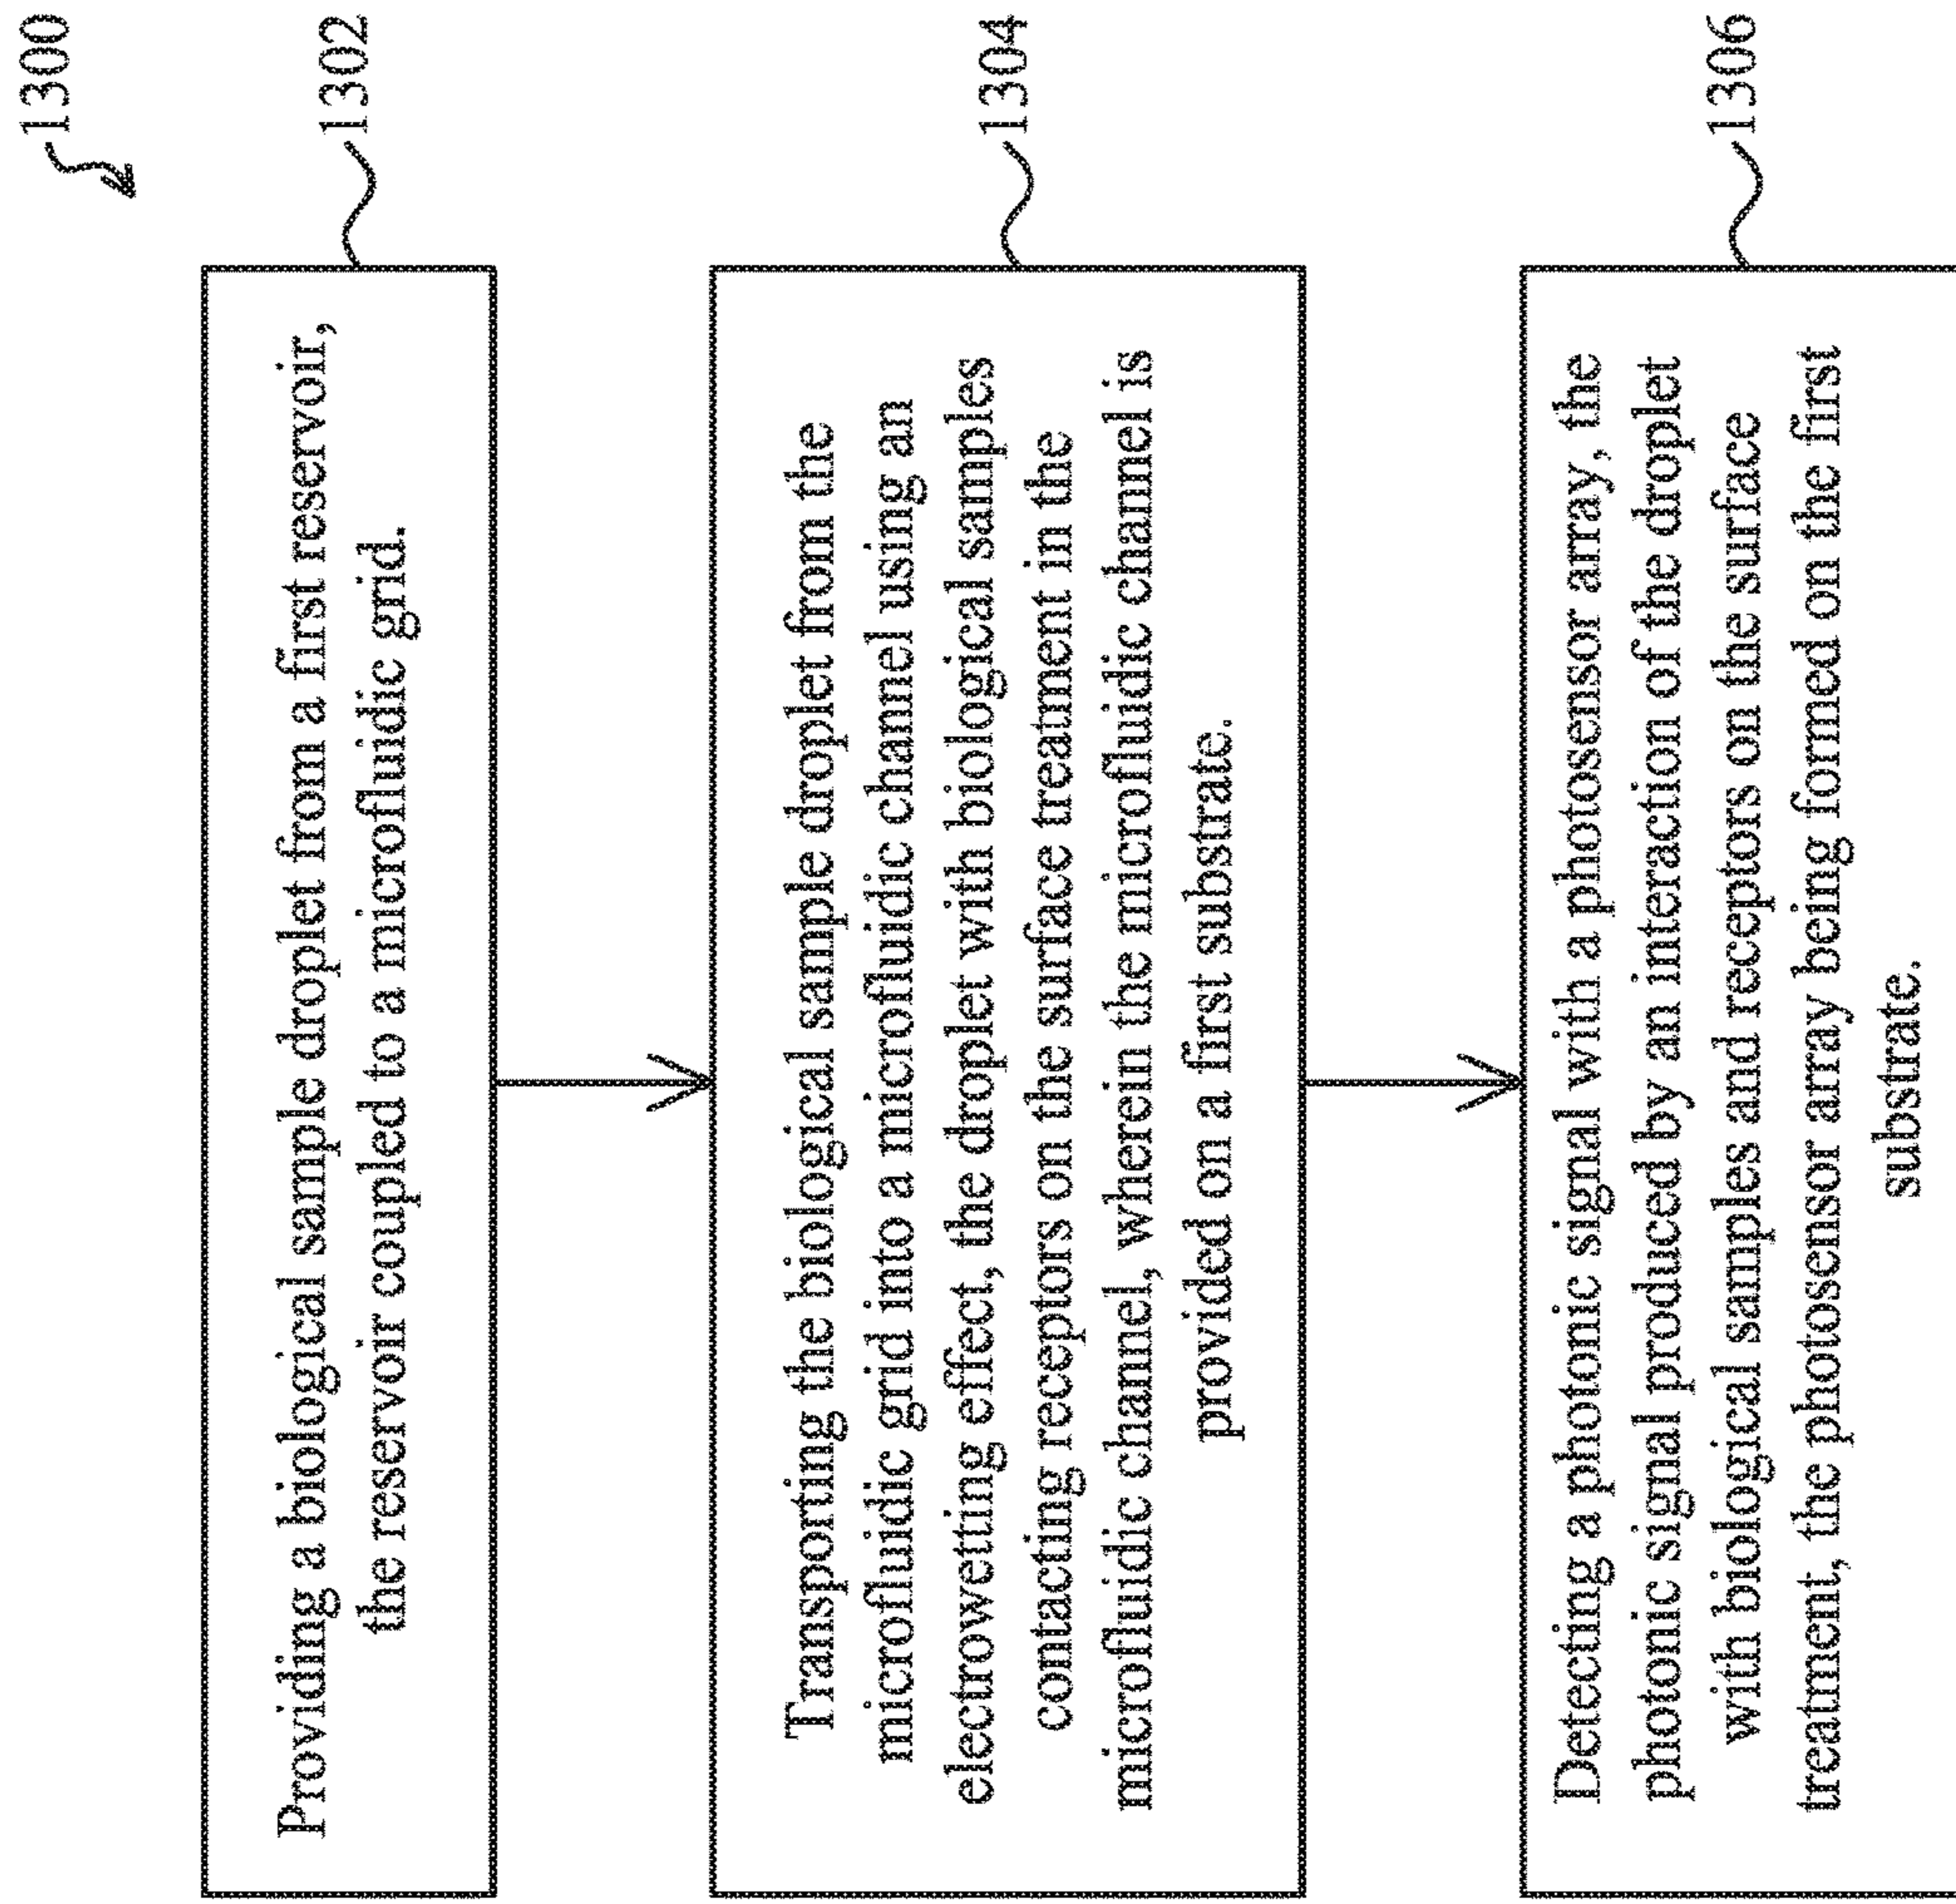 1300
Providing a biological sample droplet from a first reservoir,
the reservoir coupled to a microfluidic grid.
1302
Transporting the biological sample droplet from the
microfluidic grid into a microfluidic channel using an
electrowetting effect, the droplet with biological samples
contacting receptors on the surface treatment in the
microfluidic channel, wherein the microfluidic channel is
provided on a first substrate.
1304
Detecting a photonic signal with a photosensor array, the
photonic signal produced by an interaction of the droplet
with biological samples and receptors on the surface
treatment, the photosensor array being formed on the first
substrate.
1306